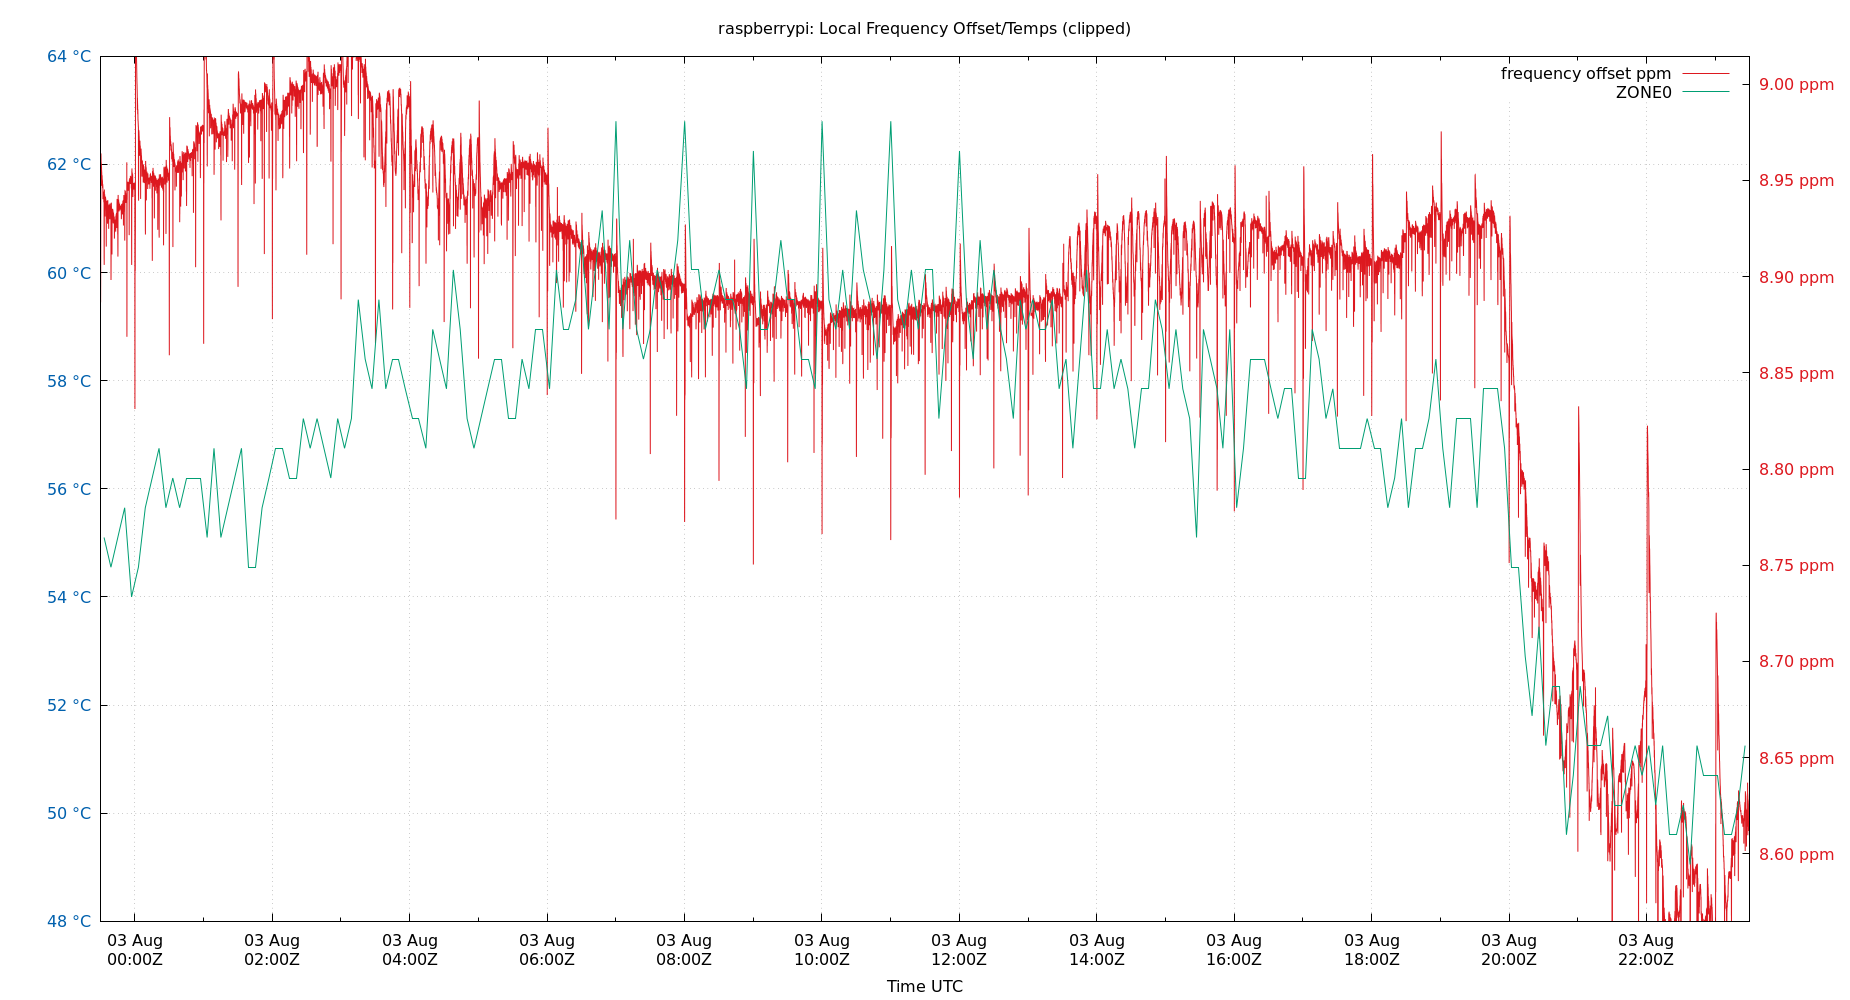 raspberrypi: Local Frequency Offset/Temps (clipped)
frequency offset ppm
ZONE0
64 °C
62 °C
60 °C
58 °C
56 °C
54 °C
52 °C
50 °C
48 °C
9.00 ppm
8.95 ppm
8.90 ppm
8.85 ppm
8.80 ppm
8.75 ppm
8.70 ppm
8.65 ppm
8.60 ppm
03 Aug 03 Aug 03 Aug 03 Aug 03 Aug 03 Aug 03 Aug 03 Aug 03 Aug 03 Aug 03 Aug 03 Aug
00:00Z 02:00Z 04:00Z 06:00Z 08:00Z 10:00Z 12:00Z 14:00Z 16:00Z 18:00Z 20:00Z 22:00Z
Time UTC